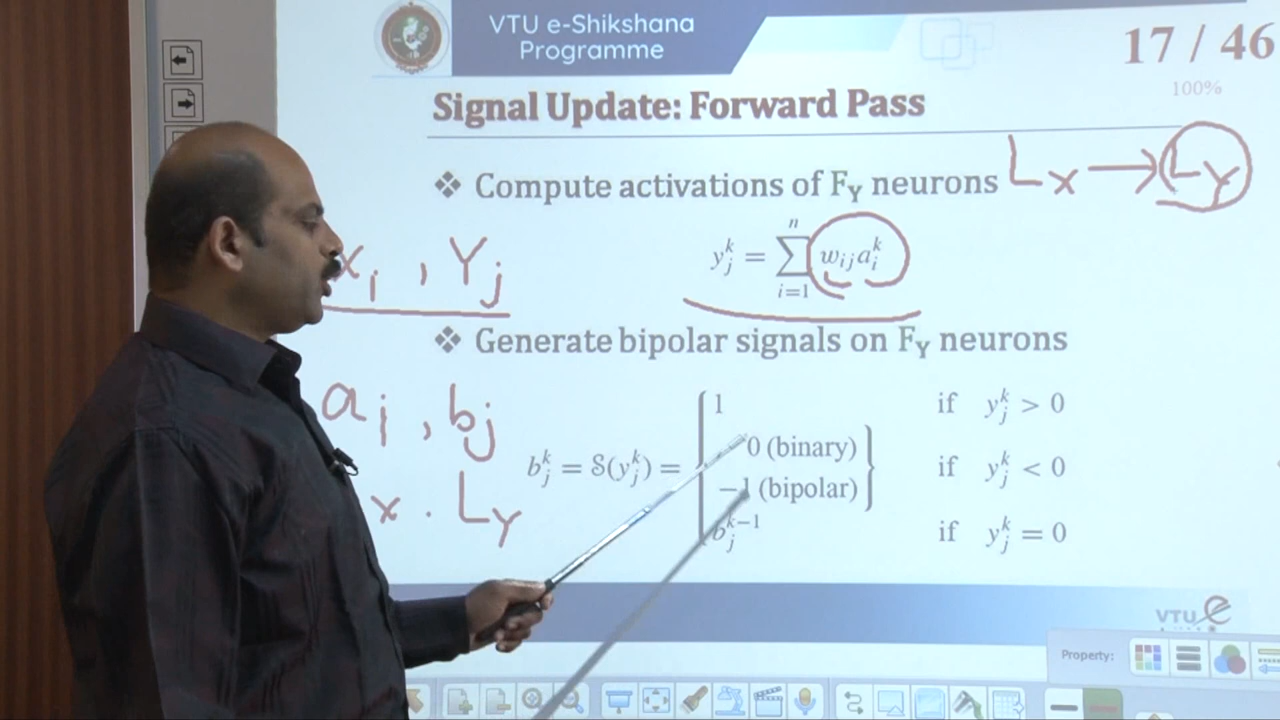 VTU e-Shikshana
Programme
17 / 46
100%
Signal Update: Forward Pass
❖ Compute activations of F_Y neurons
L_X → L_Y
y_j^k = ∑_{i=1}^{n} w_{ij} a_i^k
x_i , Y_j
❖ Generate bipolar signals on F_Y neurons
a_i , b_j
b_j^k = S(y_j^k) =
1 if y_j^k > 0
0 (binary)
−1 (bipolar)
if y_j^k < 0
b_j^{k−1} if y_j^k = 0
x . L_Y
VTU e
Property: